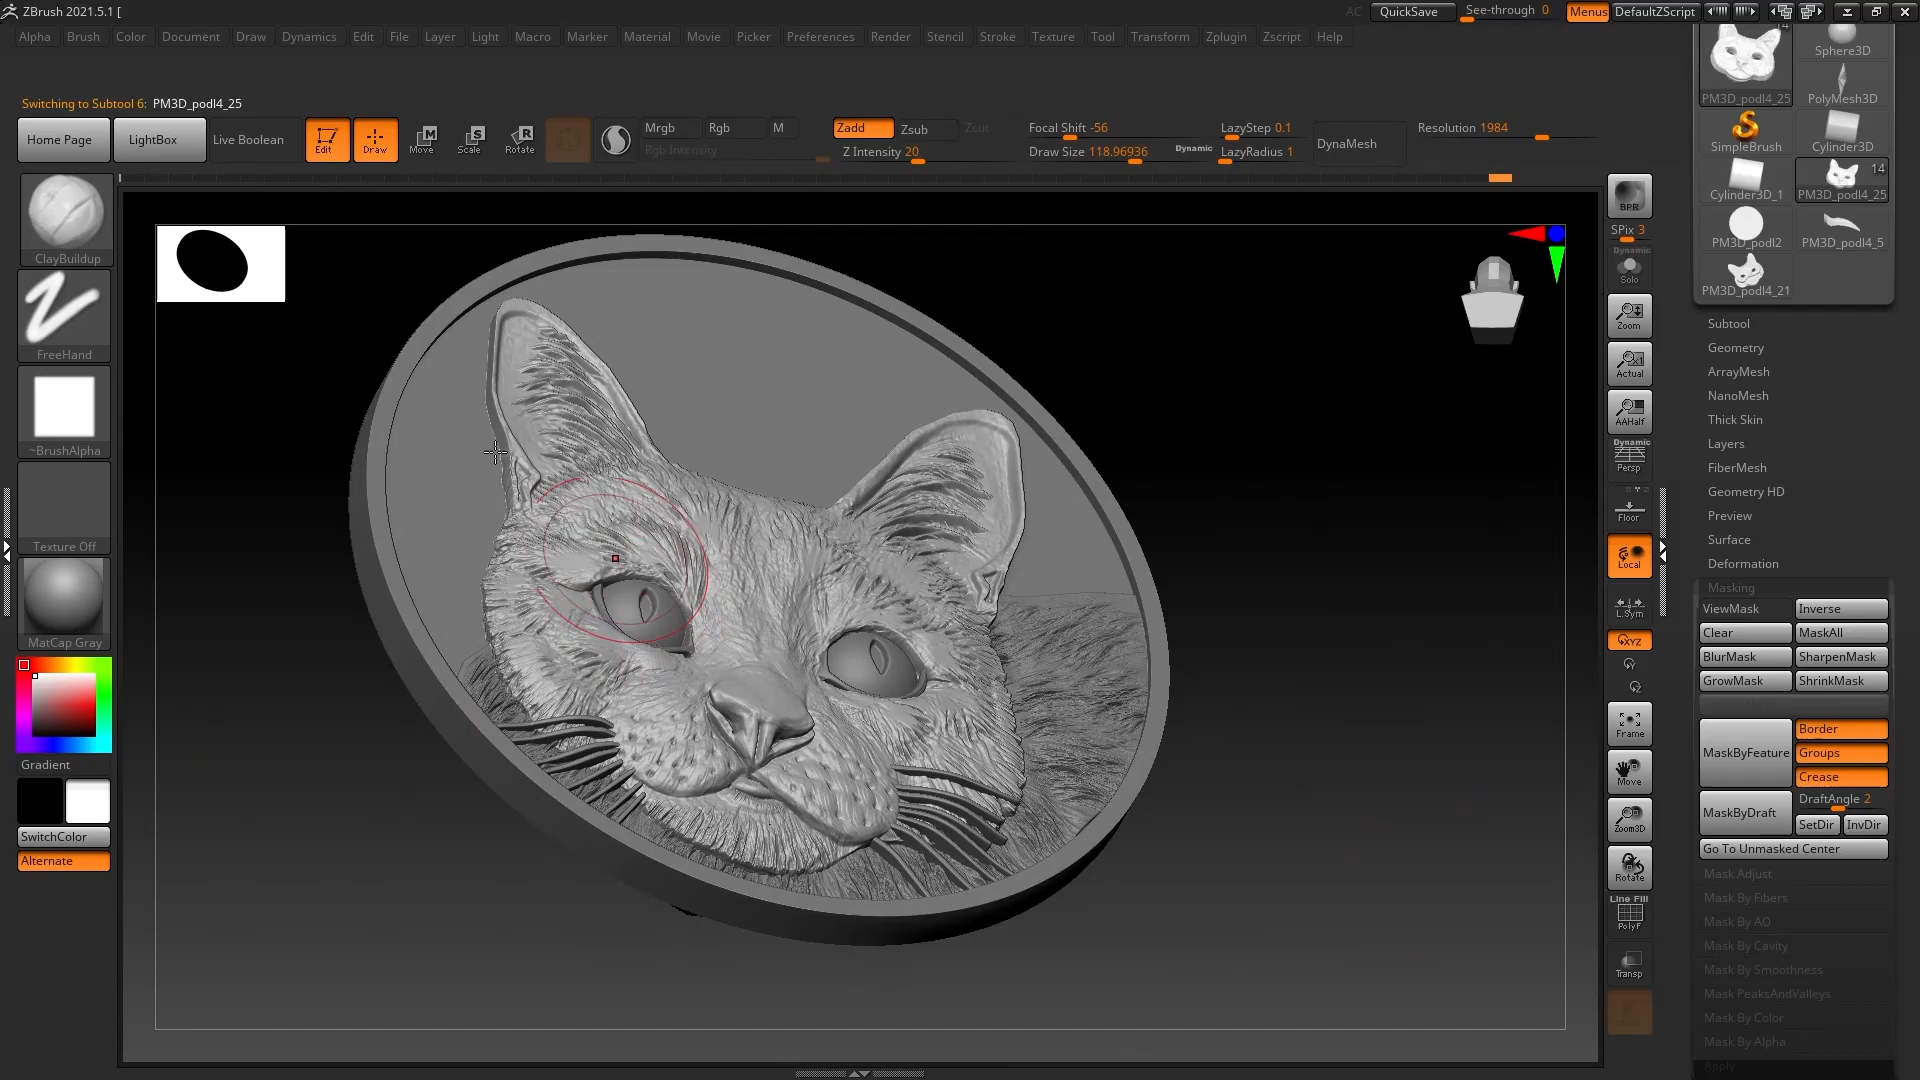 ZBrush 2021.5.1 [
AC QuickSave See-through 0 Menus DefaultZScript
Alpha Brush Color Document Draw Dynamics Edit File Layer Light Macro Marker Material Movie Picker Preferences Render Stencil Stroke Texture Tool Transform Zplugin Zscript Help
Switching to Subtool 6: PM3D_podl4_25
Home Page LightBox Live Boolean Edit Draw Move Scale Rotate
Mrgb Rgb M
Rgb Intensity
Zadd Zsub Zcut
Z Intensity 20
Focal Shift -56
Draw Size 118.96936 Dynamic
LazyStep 0.1
LazyRadius 1
DynaMesh
Resolution 1984
ClayBuildup
FreeHand
~BrushAlpha
Texture Off
MatCap Gray
Gradient
SwitchColor
Alternate
BPR
SPix 3
Dynamic
Solo
Zoom
Actual
AAHalf
Dynamic
Persp
Floor
Local
L.Sym
XYZ
Y
Z
Frame
Move
Zoom3D
Rotate
Line Fill
PolyF
Transp
14
PM3D_podl4_25
Sphere3D
PolyMesh3D
SimpleBrush
Cylinder3D
Cylinder3D_1
14
PM3D_podl4_25
PM3D_podl2
PM3D_podl4_5
PM3D_podl4_21
Subtool
Geometry
ArrayMesh
NanoMesh
Thick Skin
Layers
FiberMesh
Geometry HD
Preview
Surface
Deformation
Masking
ViewMask Inverse
Clear MaskAll
BlurMask SharpenMask
GrowMask ShrinkMask
MaskByFeature
Border
Groups
Crease
MaskByDraft
DraftAngle 2
SetDir InvDir
Go To Unmasked Center
Mask Adjust
Mask By Fibers
Mask By AO
Mask By Cavity
Mask By Smoothness
Mask PeaksAndValleys
Mask By Color
Mask By Alpha
Apply